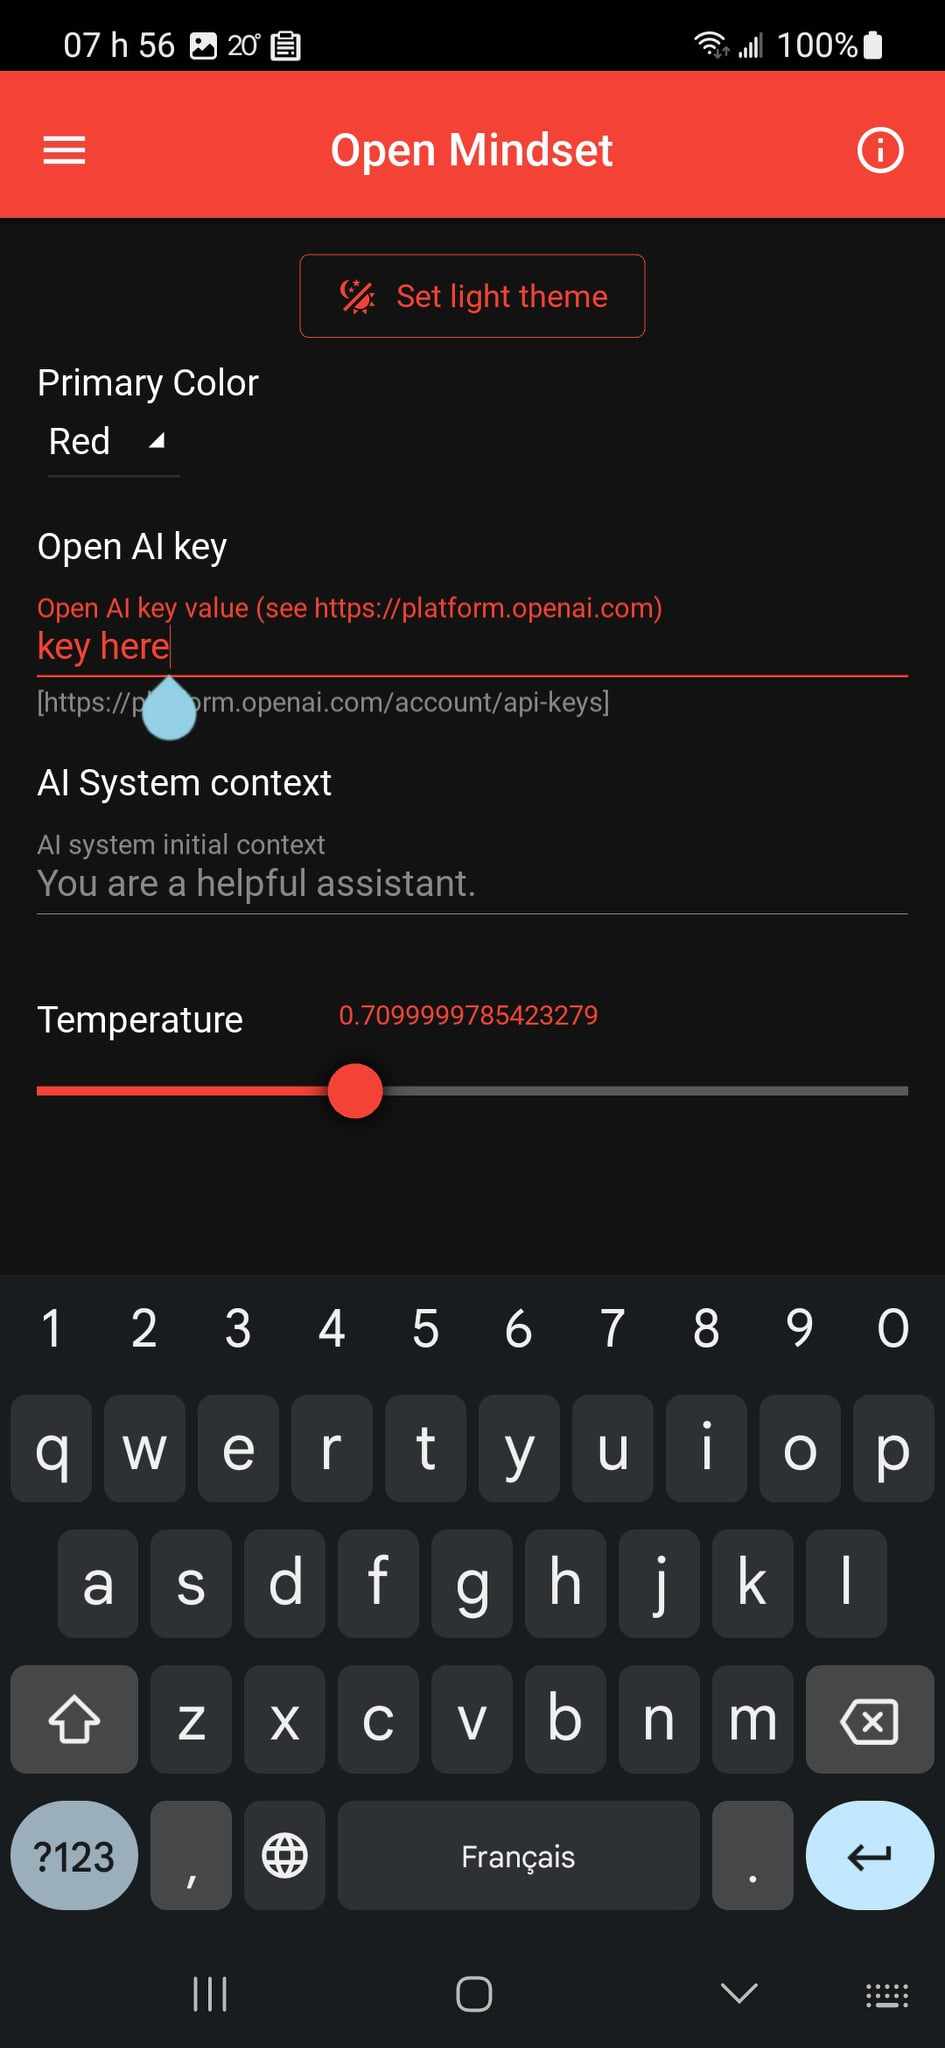 07 h 56 20° 100%
Open Mindset
Set light theme
Primary Color
Red
Open AI key
Open AI key value (see https://platform.openai.com)
key here
[https://p orm.openai.com/account/api-keys]
AI System context
AI system initial context
You are a helpful assistant.
Temperature 0.7099999785423279
1 2 3 4 5 6 7 8 9 0
q w e r t y u i o p
a s d f g h j k l
z x c v b n m
?123 , Français .